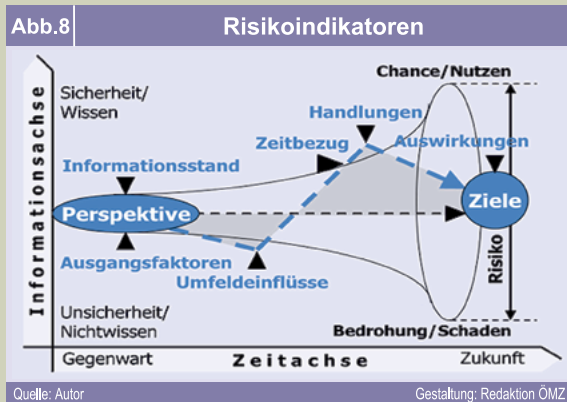 Abb.8
Risikoindikatoren
Informationsachse
Sicherheit/
Wissen
Chance/Nutzen
Handlungen
Zeitbezug
Auswirkungen
Informationsstand
Perspektive
Ziele
Ausgangsfaktoren
Umfeldeinflüsse
Risiko
Unsicherheit/
Nichtwissen
Bedrohung/Schaden
Gegenwart
Zeitachse
Zukunft
Quelle: Autor
Gestaltung: Redaktion ÖMZ